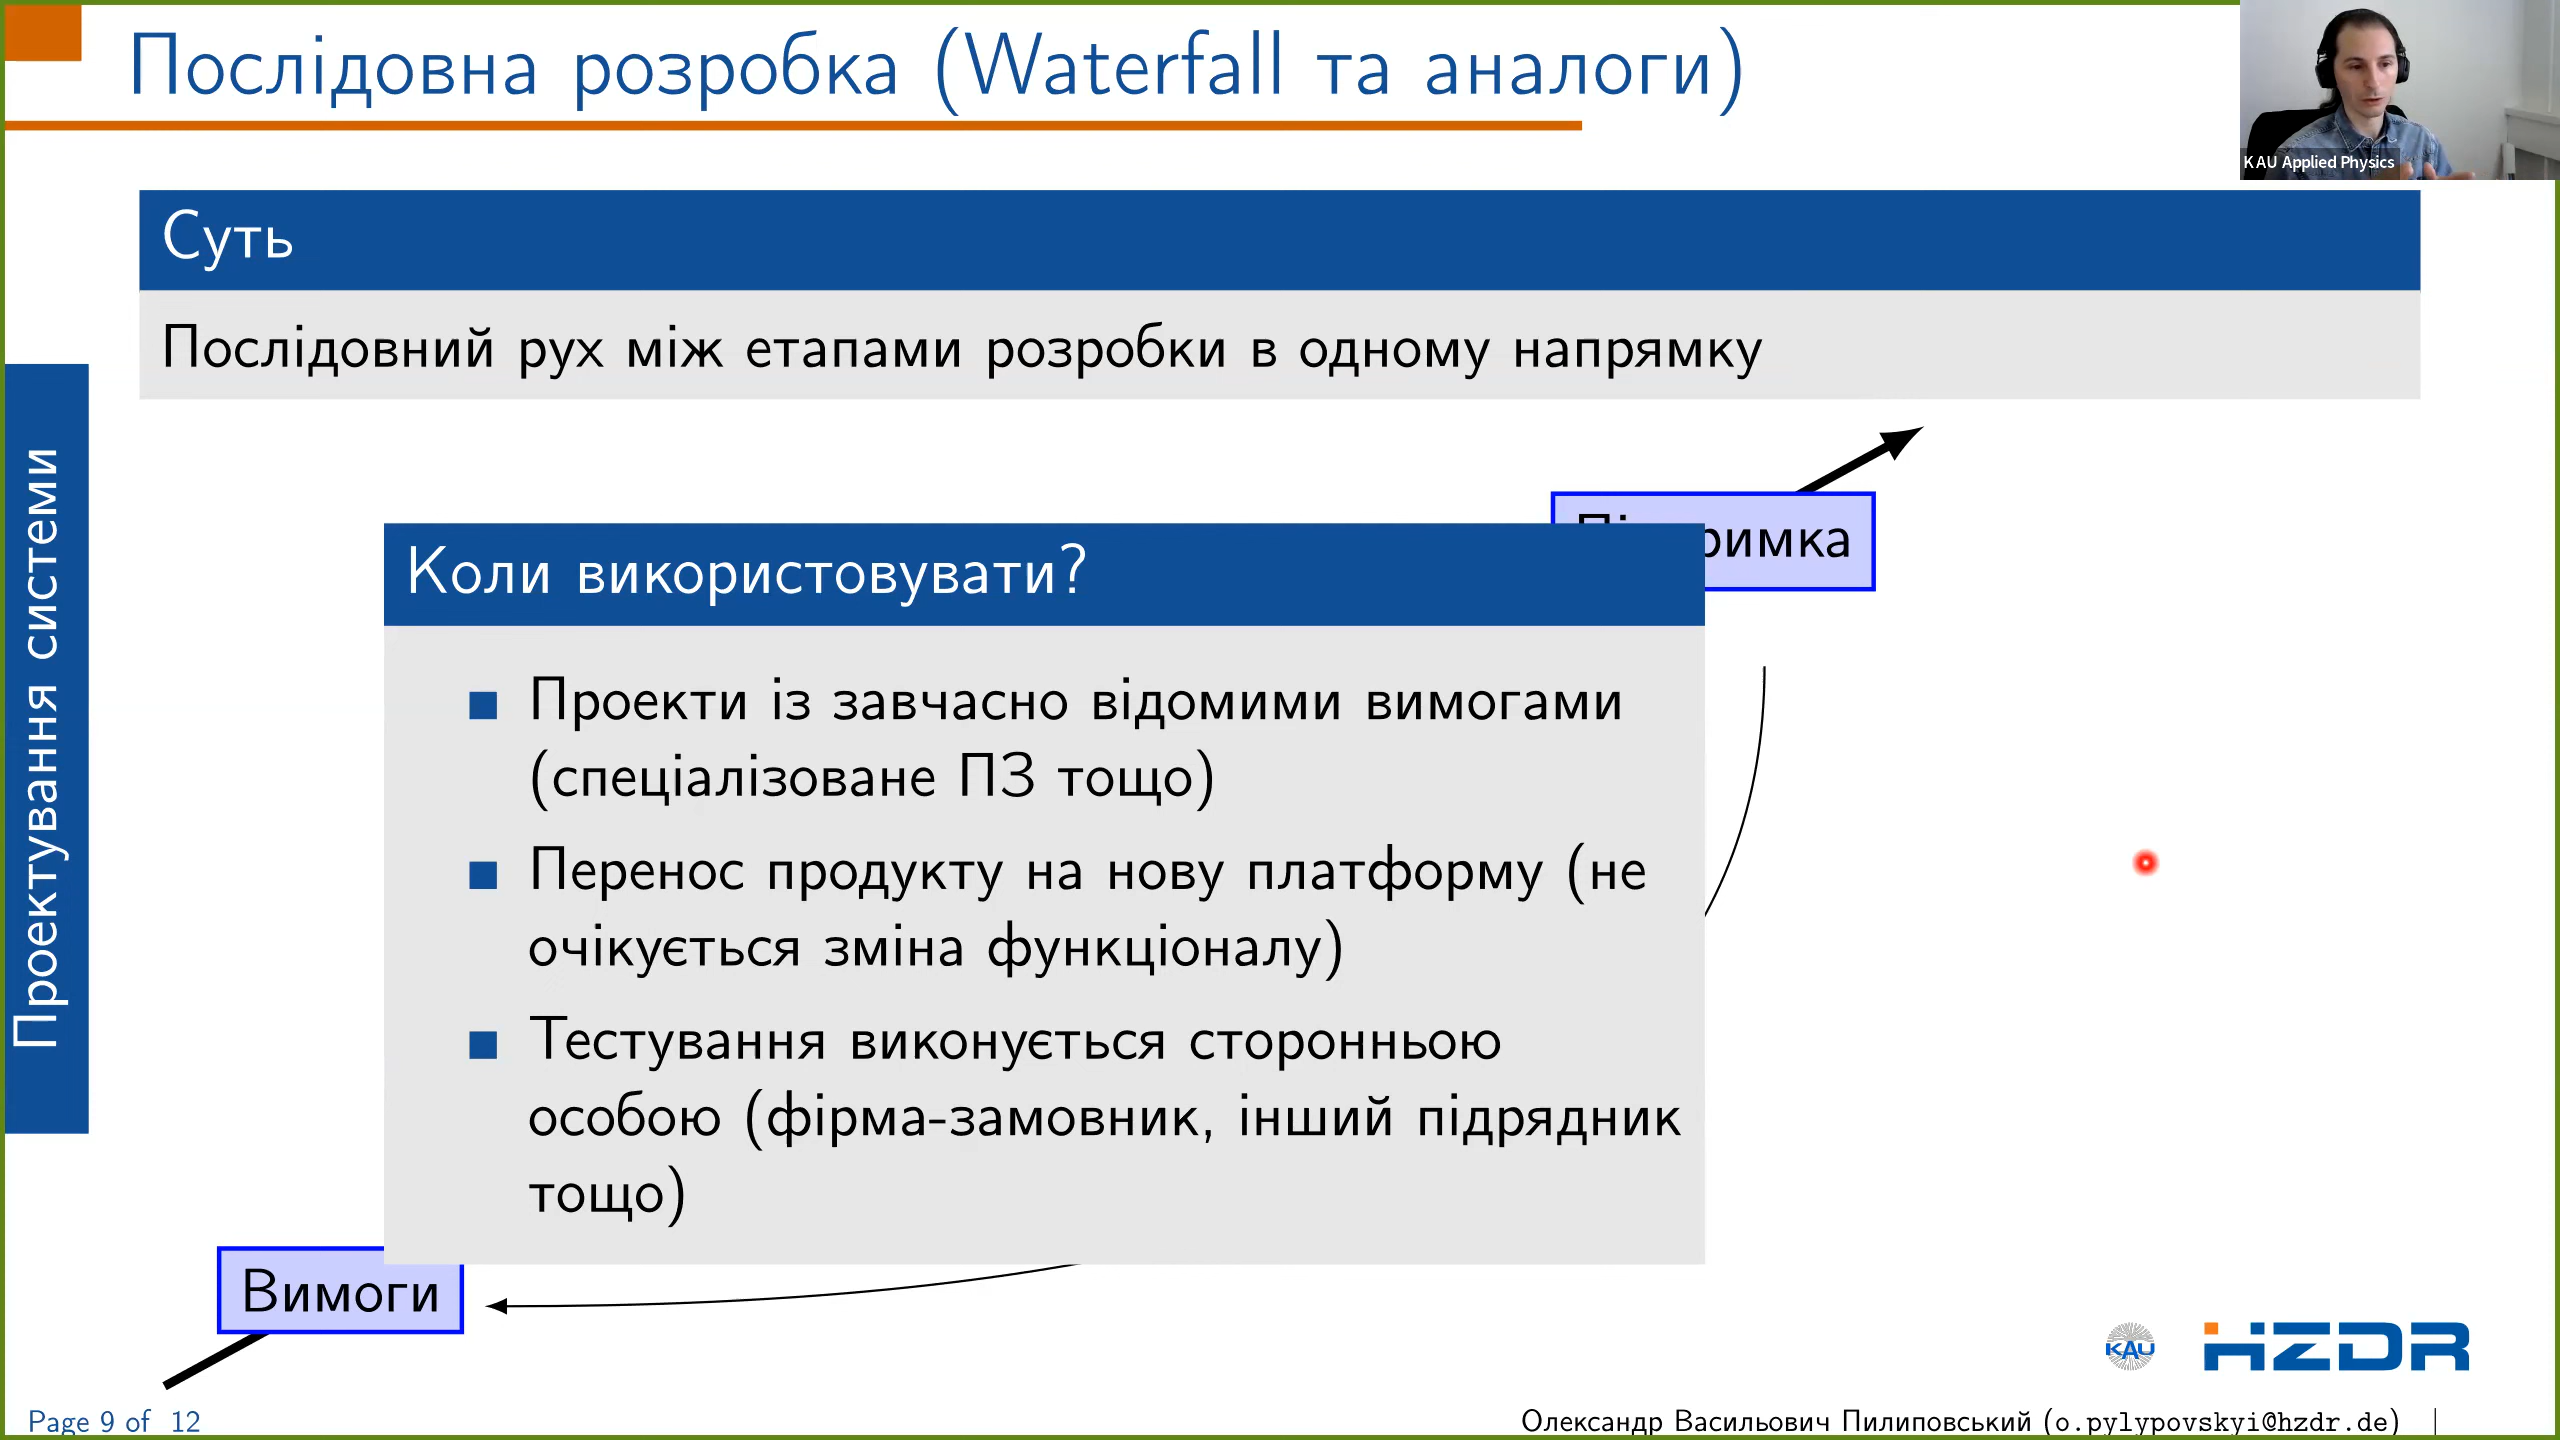 Послідовна розробка (Waterfall та аналоги)
KAU Applied Physics
Суть
Послідовний рух між етапами розробки в одному напрямку
Проектування системи
Коли використовувати?
Проекти із завчасно відомими вимогами
(спеціалізоване ПЗ тощо)
Перенос продукту на нову платформу (не
очікується зміна функціоналу)
Тестування виконується сторонньою
особою (фірма-замовник, інший підрядник
тощо)
Вимоги
KAU
HZDR
Page 9 of 12
Олександр Васильович Пилиповський (o.pylypovskyi@hzdr.de)